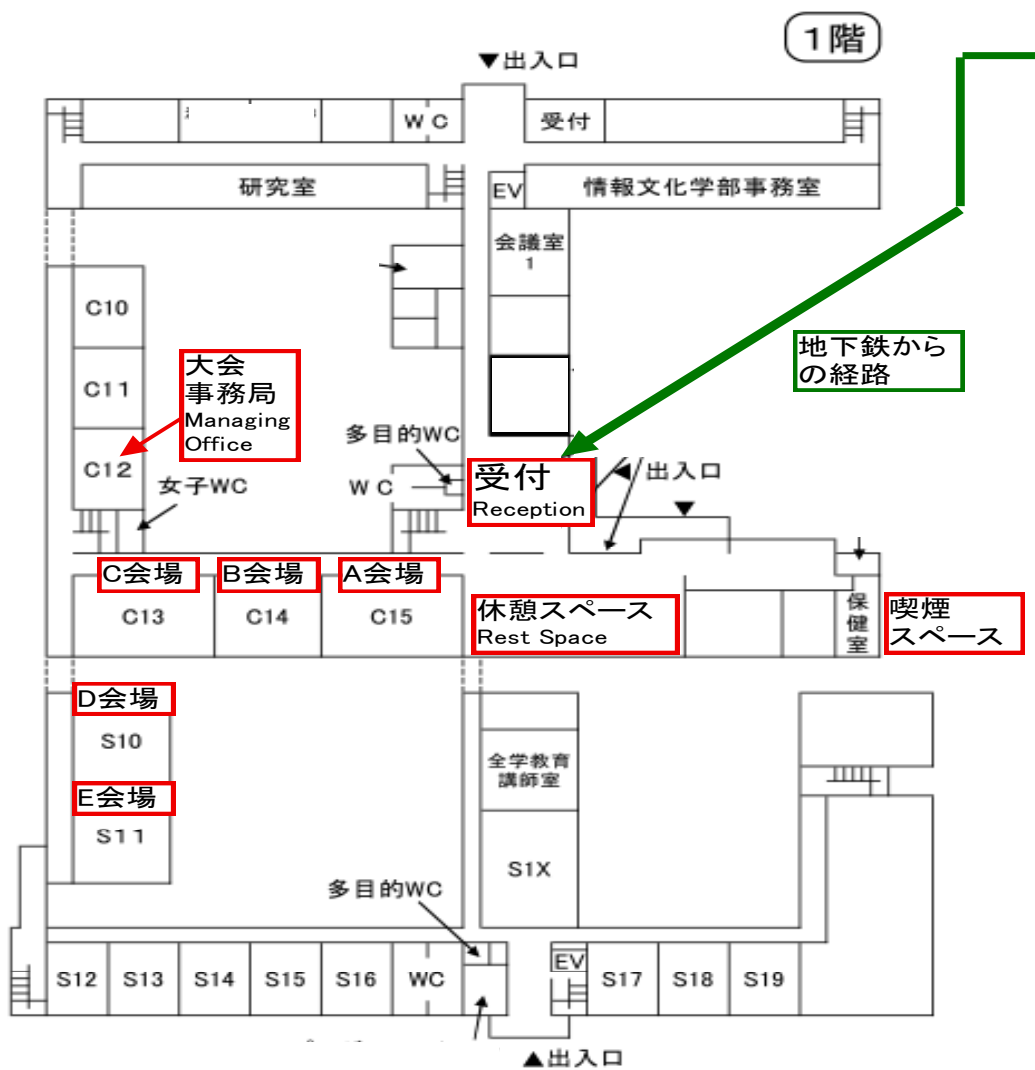 1階
▼出入口
WC
受付
研究室
EV
情報文化学部事務室
会議室
1
C10
C11
C12
大会
事務局
Managing
Office
地下鉄から
の経路
多目的WC
WC
女子WC
受付
Reception
出入口
C会場
B会場
A会場
C13
C14
C15
休憩スペース
Rest Space
保
健
室
喫煙
スペース
D会場
S10
E会場
S11
全学教育
講師室
S1X
多目的WC
S12
S13
S14
S15
S16
WC
EV
S17
S18
S19
▲出入口